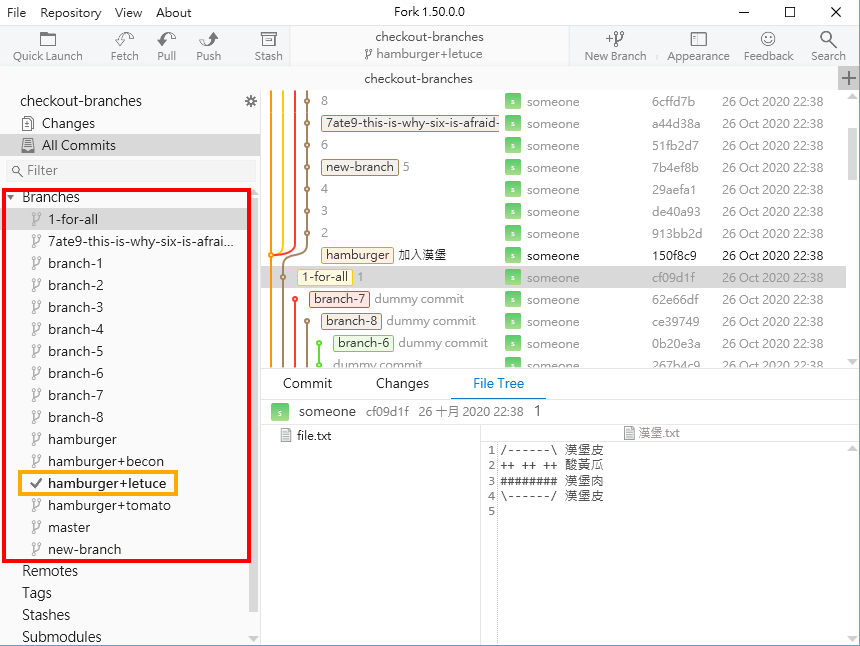 File Repository View About Fork 1.50.0.0
Quick Launch Fetch Pull Push Stash checkout-branches New Branch Appearance Feedback Search
hamburger+letuce
checkout-branches
checkout-branches
Changes
All Commits
Filter
Branches
1-for-all
7ate9-this-is-why-six-is-afrai...
branch-1
branch-2
branch-3
branch-4
branch-5
branch-6
branch-7
branch-8
hamburger
hamburger+becon
hamburger+letuce
hamburger+tomato
master
new-branch
Remotes
Tags
Stashes
Submodules
8 s someone 6cffd7b 26 Oct 2020 22:38
7ate9-this-is-why-six-is-afraid- s someone a44d38a 26 Oct 2020 22:38
6 s someone 51fb2d7 26 Oct 2020 22:38
new-branch 5 s someone 7b4ef8b 26 Oct 2020 22:38
4 s someone 29aefa1 26 Oct 2020 22:38
3 s someone de40a93 26 Oct 2020 22:38
2 s someone 913bb2d 26 Oct 2020 22:38
hamburger 加入漢堡 s someone 150f8c9 26 Oct 2020 22:38
1-for-all 1 s someone cf09d1f 26 Oct 2020 22:38
branch-7 dummy commit s someone 62e66df 26 Oct 2020 22:38
branch-8 dummy commit s someone ce39749 26 Oct 2020 22:38
branch-6 dummy commit s someone 0b20e3a 26 Oct 2020 22:38
dummy commit s someone 267b4c9 26 Oct 2020 22:38
Commit Changes File Tree
s someone cf09d1f 26 十月 2020 22:38 1
file.txt
漢堡.txt
1 /------\ 漢堡皮
2 ++ ++ ++ 酸黃瓜
3 ######## 漢堡肉
4 \------/ 漢堡皮
5